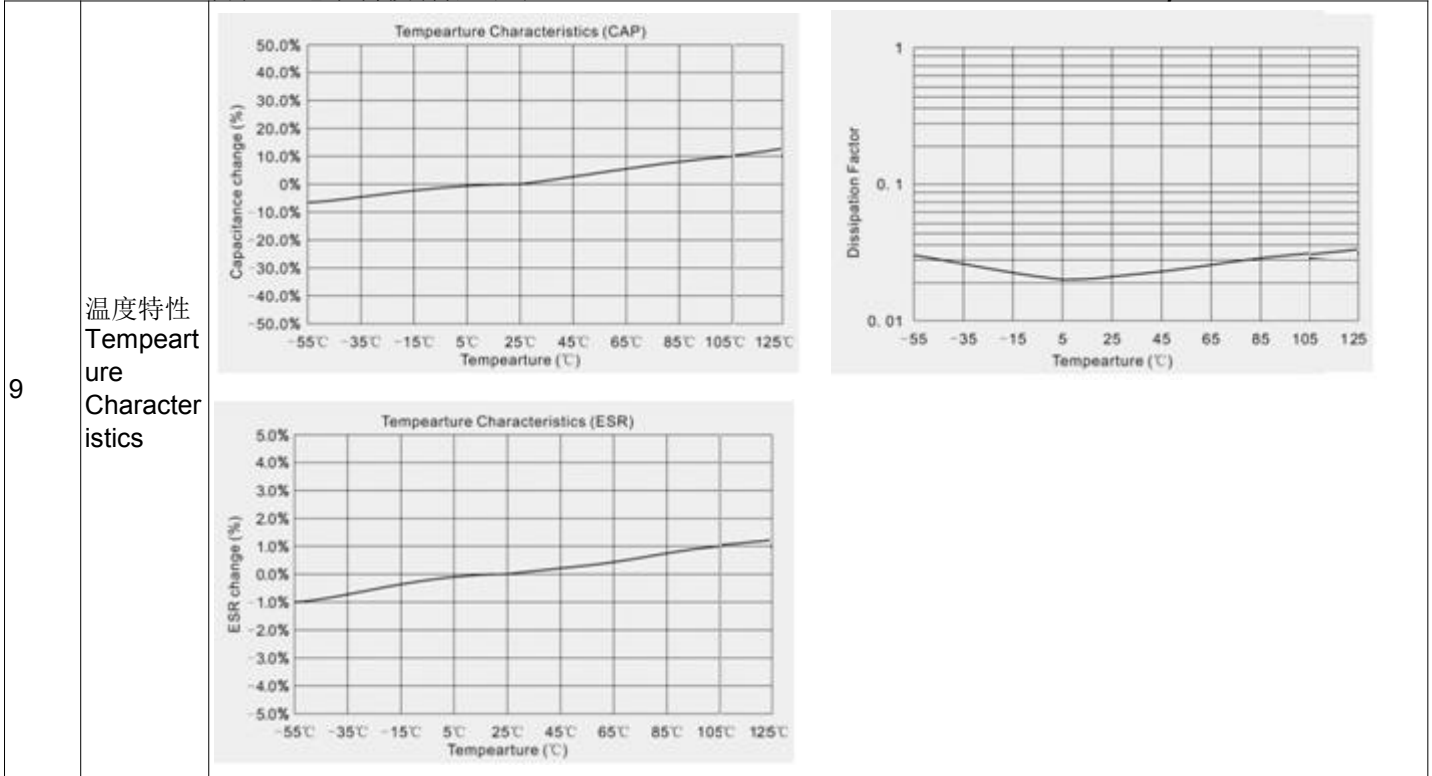 9
温度特性
Tempeart
ure
Character
istics
Tempearture Characteristics (CAP)
Capacitance change (%)
50.0%
40.0%
30.0%
20.0%
10.0%
0%
-10.0%
-20.0%
-30.0%
-40.0%
-50.0%
-55℃ -35℃ -15℃ 5℃ 25℃ 45℃ 65℃ 85℃ 105℃ 125℃
Tempearture (℃)
Dissipation Factor
1
0.1
0.01
-55 -35 -15 5 25 45 65 85 105 125
Tempearture (℃)
Tempearture Characteristics (ESR)
ESR change (%)
5.0%
4.0%
3.0%
2.0%
1.0%
0.0%
-1.0%
-2.0%
-3.0%
-4.0%
-5.0%
-55℃ -35℃ -15℃ 5℃ 25℃ 45℃ 65℃ 85℃ 105℃ 125℃
Tempearture (℃)